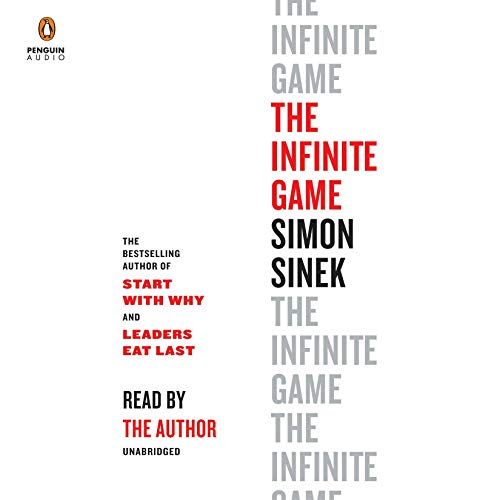 PENGUIN
AUDIO
THE
INFINITE
GAME
THE
INFINITE
GAME
SIMON
SINEK
THE
INFINITE
GAME
THE
INFINITE
GAME
THE
BESTSELLING
AUTHOR OF
START
WITH WHY
AND
LEADERS
EAT LAST
READ BY
THE AUTHOR
UNABRIDGED